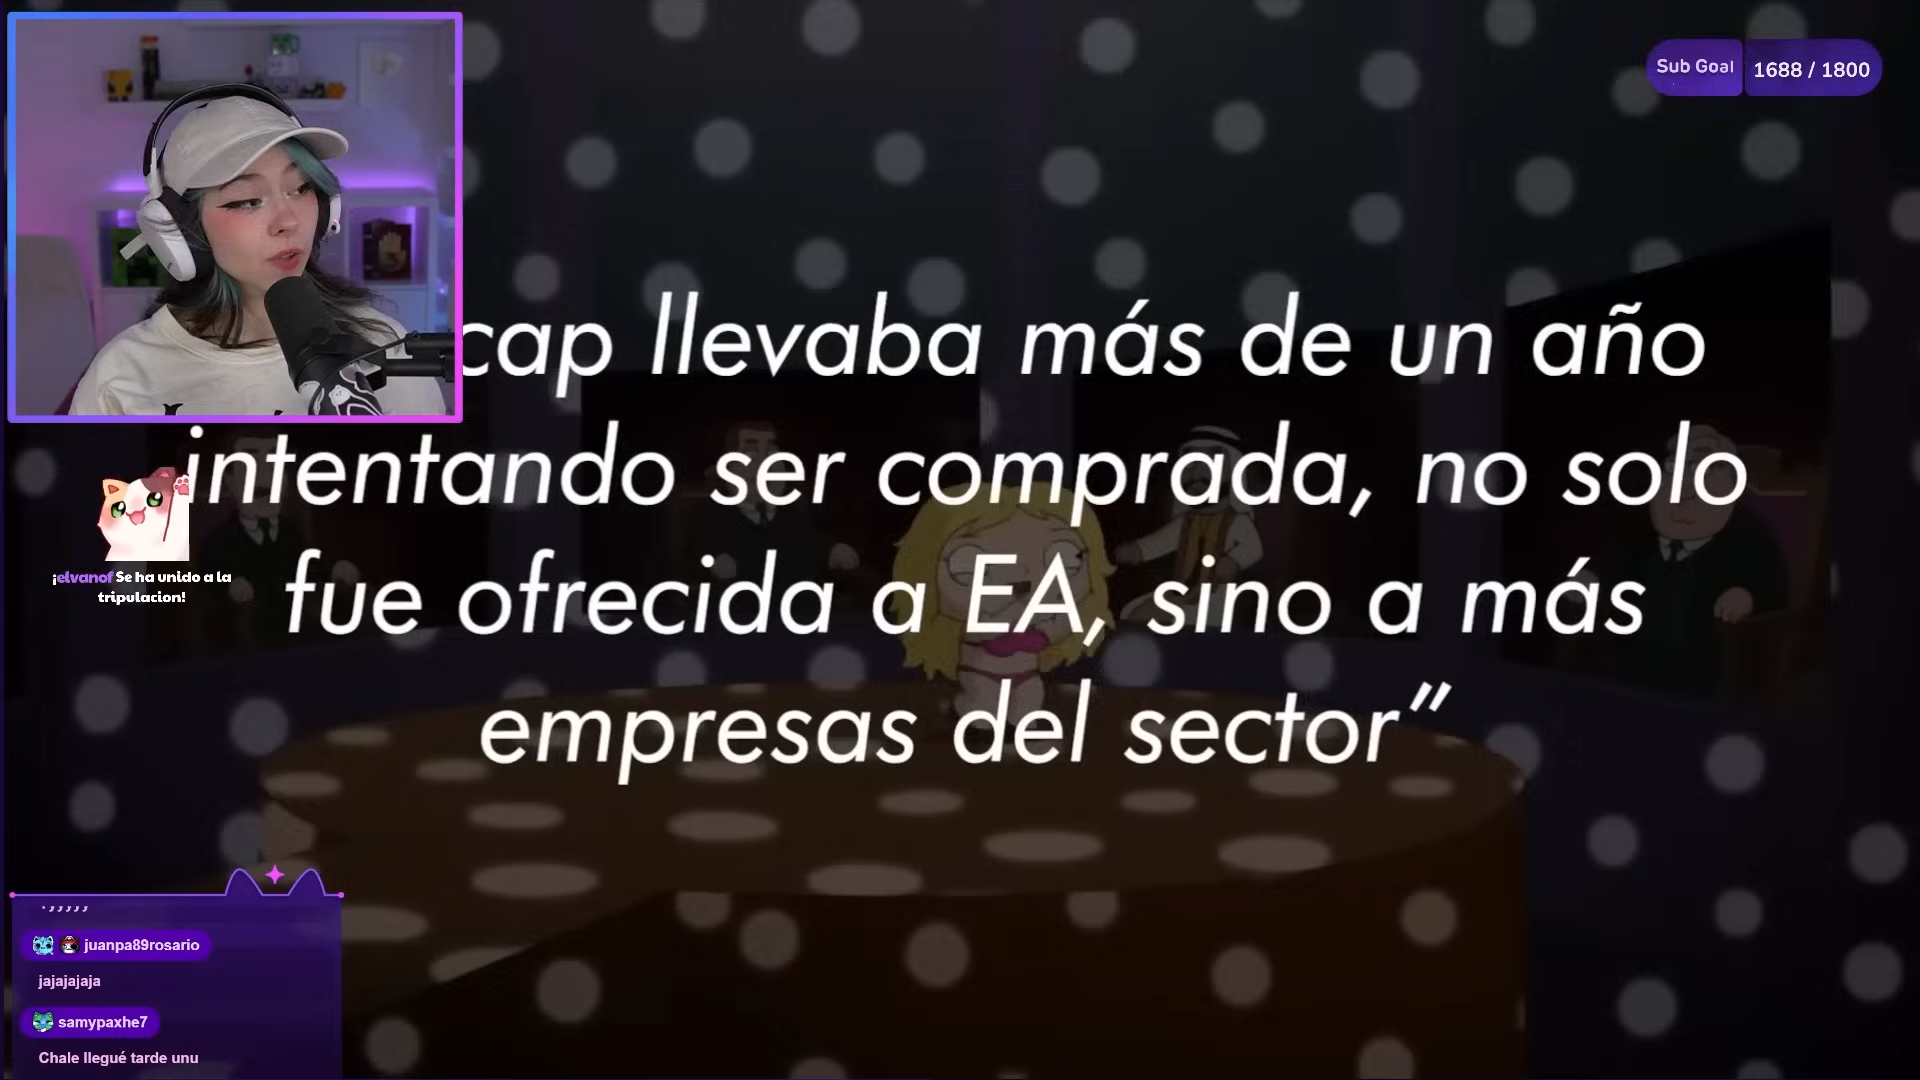 Sub Goal
1688 / 1800
cap llevaba más de un año
intentando ser comprada, no solo
fue ofrecida a EA, sino a más
empresas del sector”
¡elvanof Se ha unido a la
tripulacion!
juanpa89rosario
jajajajaja
samypaxhe7
Chale llegué tarde unu